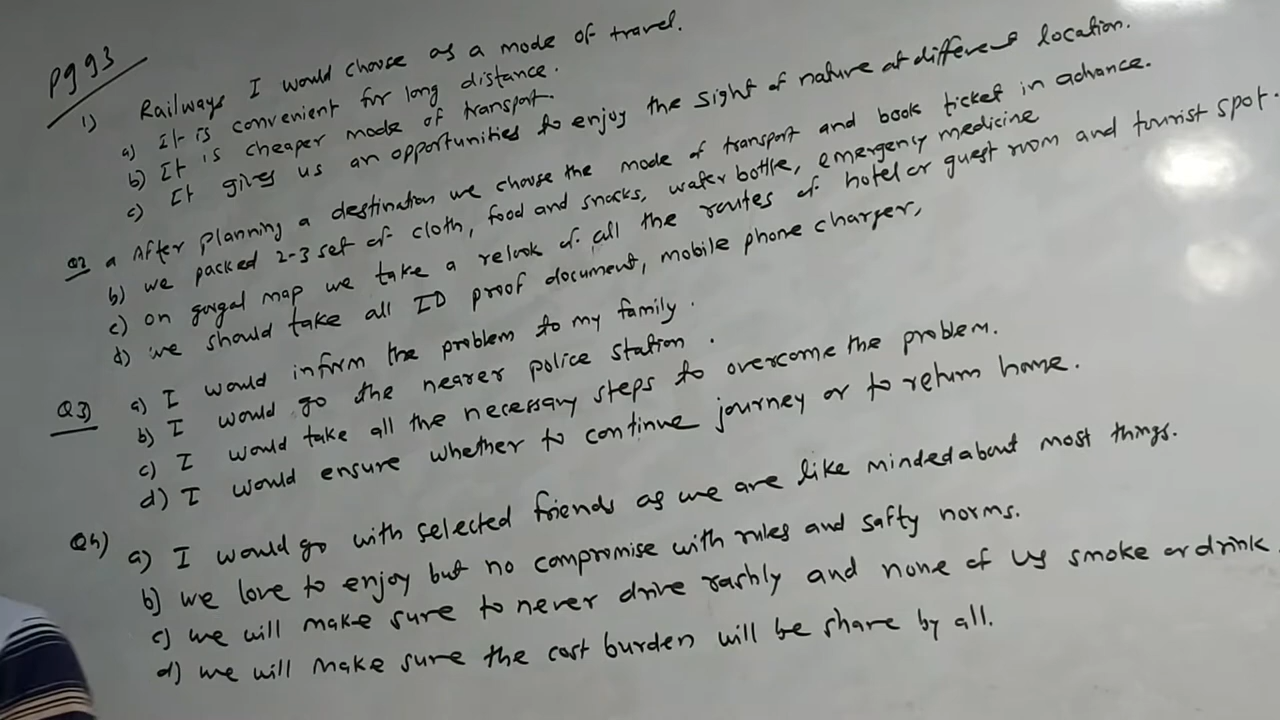 pg 93
1) Railways I would choose as a mode of travel.
a) It is convenient for long distance.
b) It is cheaper mode of transport.
c) It gives us an opportunities to enjoy the sight of nature at different location.
Q2 a After planning a destination we choose the mode of transport and book ticket in advance.
b) we packed 2-3 set of cloth, food and snacks, water bottle, emergency medicine
c) on googal map we take a relook of all the routes of hotel or guest room and tourist spot.
d) we should take all ID proof document, mobile phone charger,
Q3) a) I would inform the problem to my family.
b) I would go the nearer police station.
c) I would take all the necessary steps to overcome the problem.
d) I would ensure whether to continue journey or to return home.
Q4) a) I would go with selected friends as we are like minded about most things.
b) we love to enjoy but no compromise with rules and safty norms.
c) we will make sure to never drive rashly and none of us smoke or drink.
d) we will make sure the cost burden will be share by all.